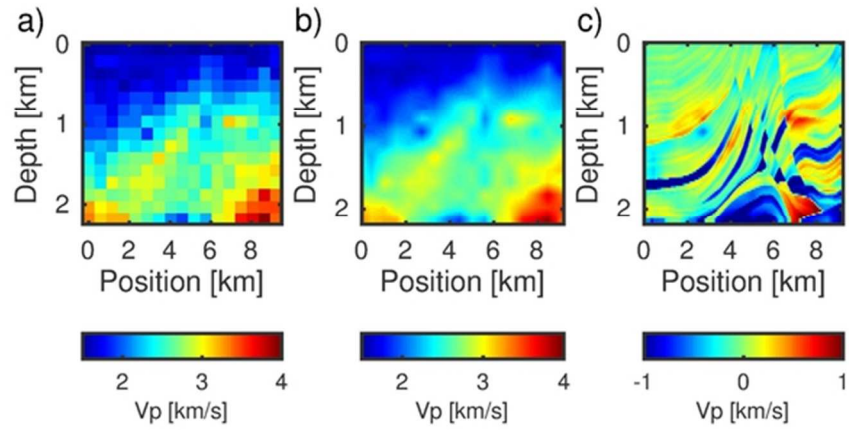 a) b) c)
0 0 0
Depth [km] Depth [km] Depth [km]
1 1 1
2 2 2
0 2 4 6 8 0 2 4 6 8 0 2 4 6 8
Position [km] Position [km] Position [km]
2 3 4 2 3 4 -1 0 1
Vp [km/s] Vp [km/s] Vp [km/s]